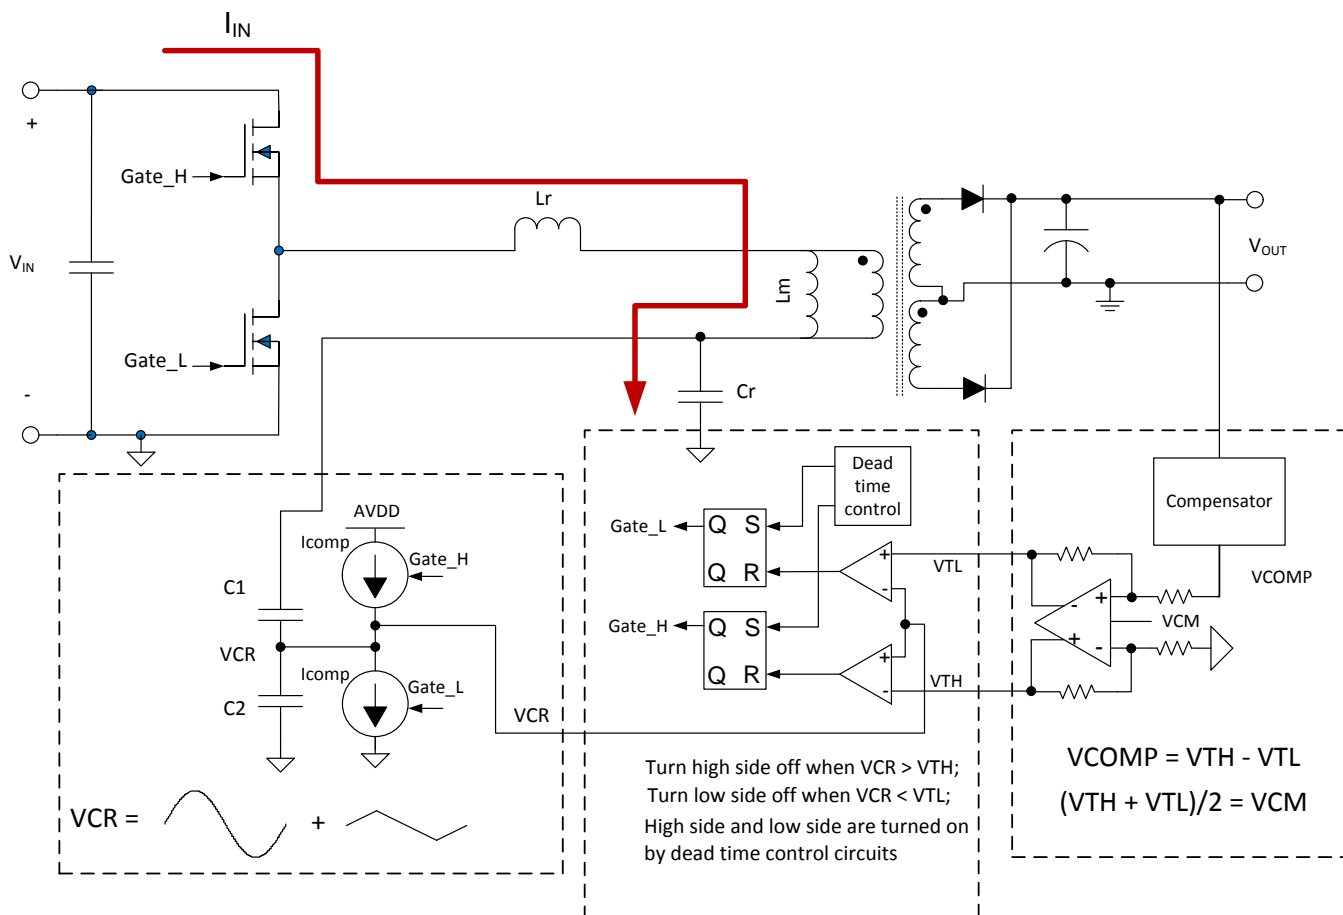 IIN
+
Gate_H
Lr
VIN
Lm
VOUT
Gate_L
-
Cr
AVDD
Icomp
Gate_H
C1
VCR
Icomp
Gate_L
C2
VCR
VCR = +
Dead
time
control
Gate_L
Q S
Q R
+
-
VTL
Gate_H
Q S
Q R
+
-
VTH
Turn high side off when VCR > VTH;
Turn low side off when VCR < VTL;
High side and low side are turned on
by dead time control circuits
Compensator
VCOMP
- +
VCM
+ -
VCOMP = VTH - VTL
(VTH + VTL)/2 = VCM